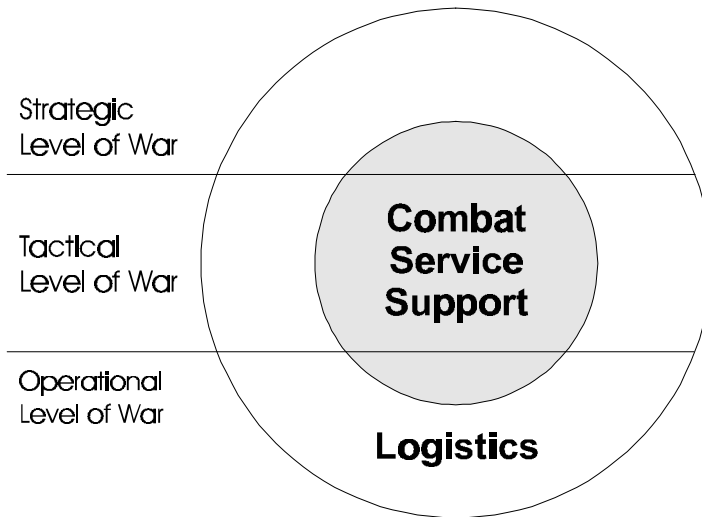 Strategic
Level of War
Combat
Service
Support
Tactical
Level of War
Operational
Level of War
Logistics